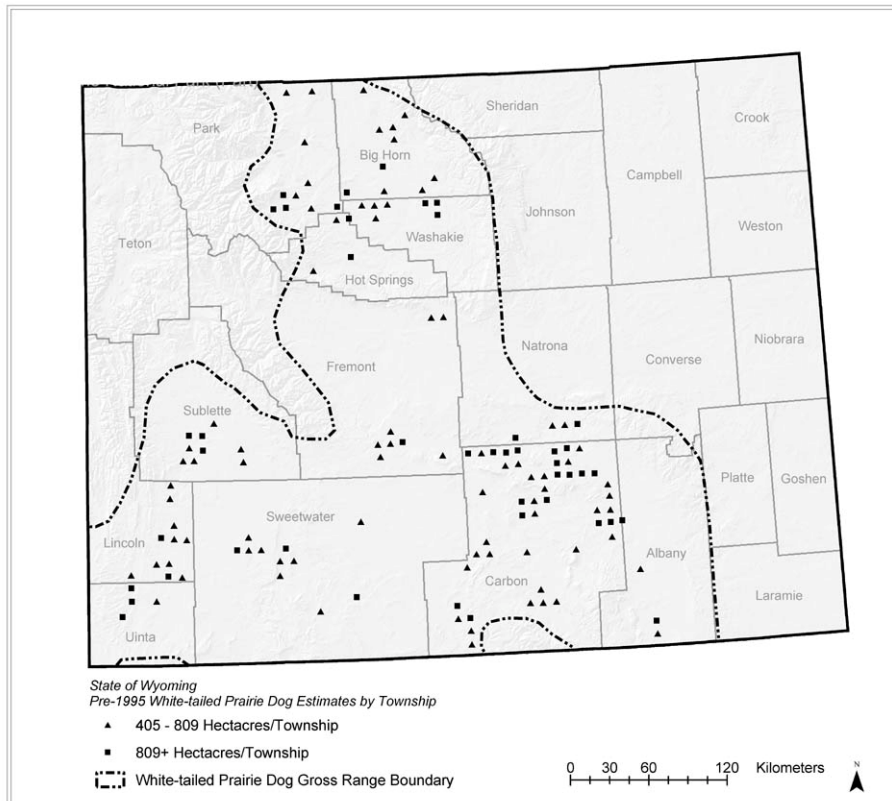 Park
Sheridan
Crook
Big Horn
Campbell
Johnson
Weston
Teton
Washakie
Hot Springs
Natrona
Converse
Niobrara
Fremont
Sublette
Platte
Goshen
Sweetwater
Lincoln
Albany
Carbon
Laramie
Uinta
State of Wyoming
Pre-1995 White-tailed Prairie Dog Estimates by Township
405 - 809 Hectacres/Township
809+ Hectacres/Township
White-tailed Prairie Dog Gross Range Boundary
0 30 60 120 Kilometers
N